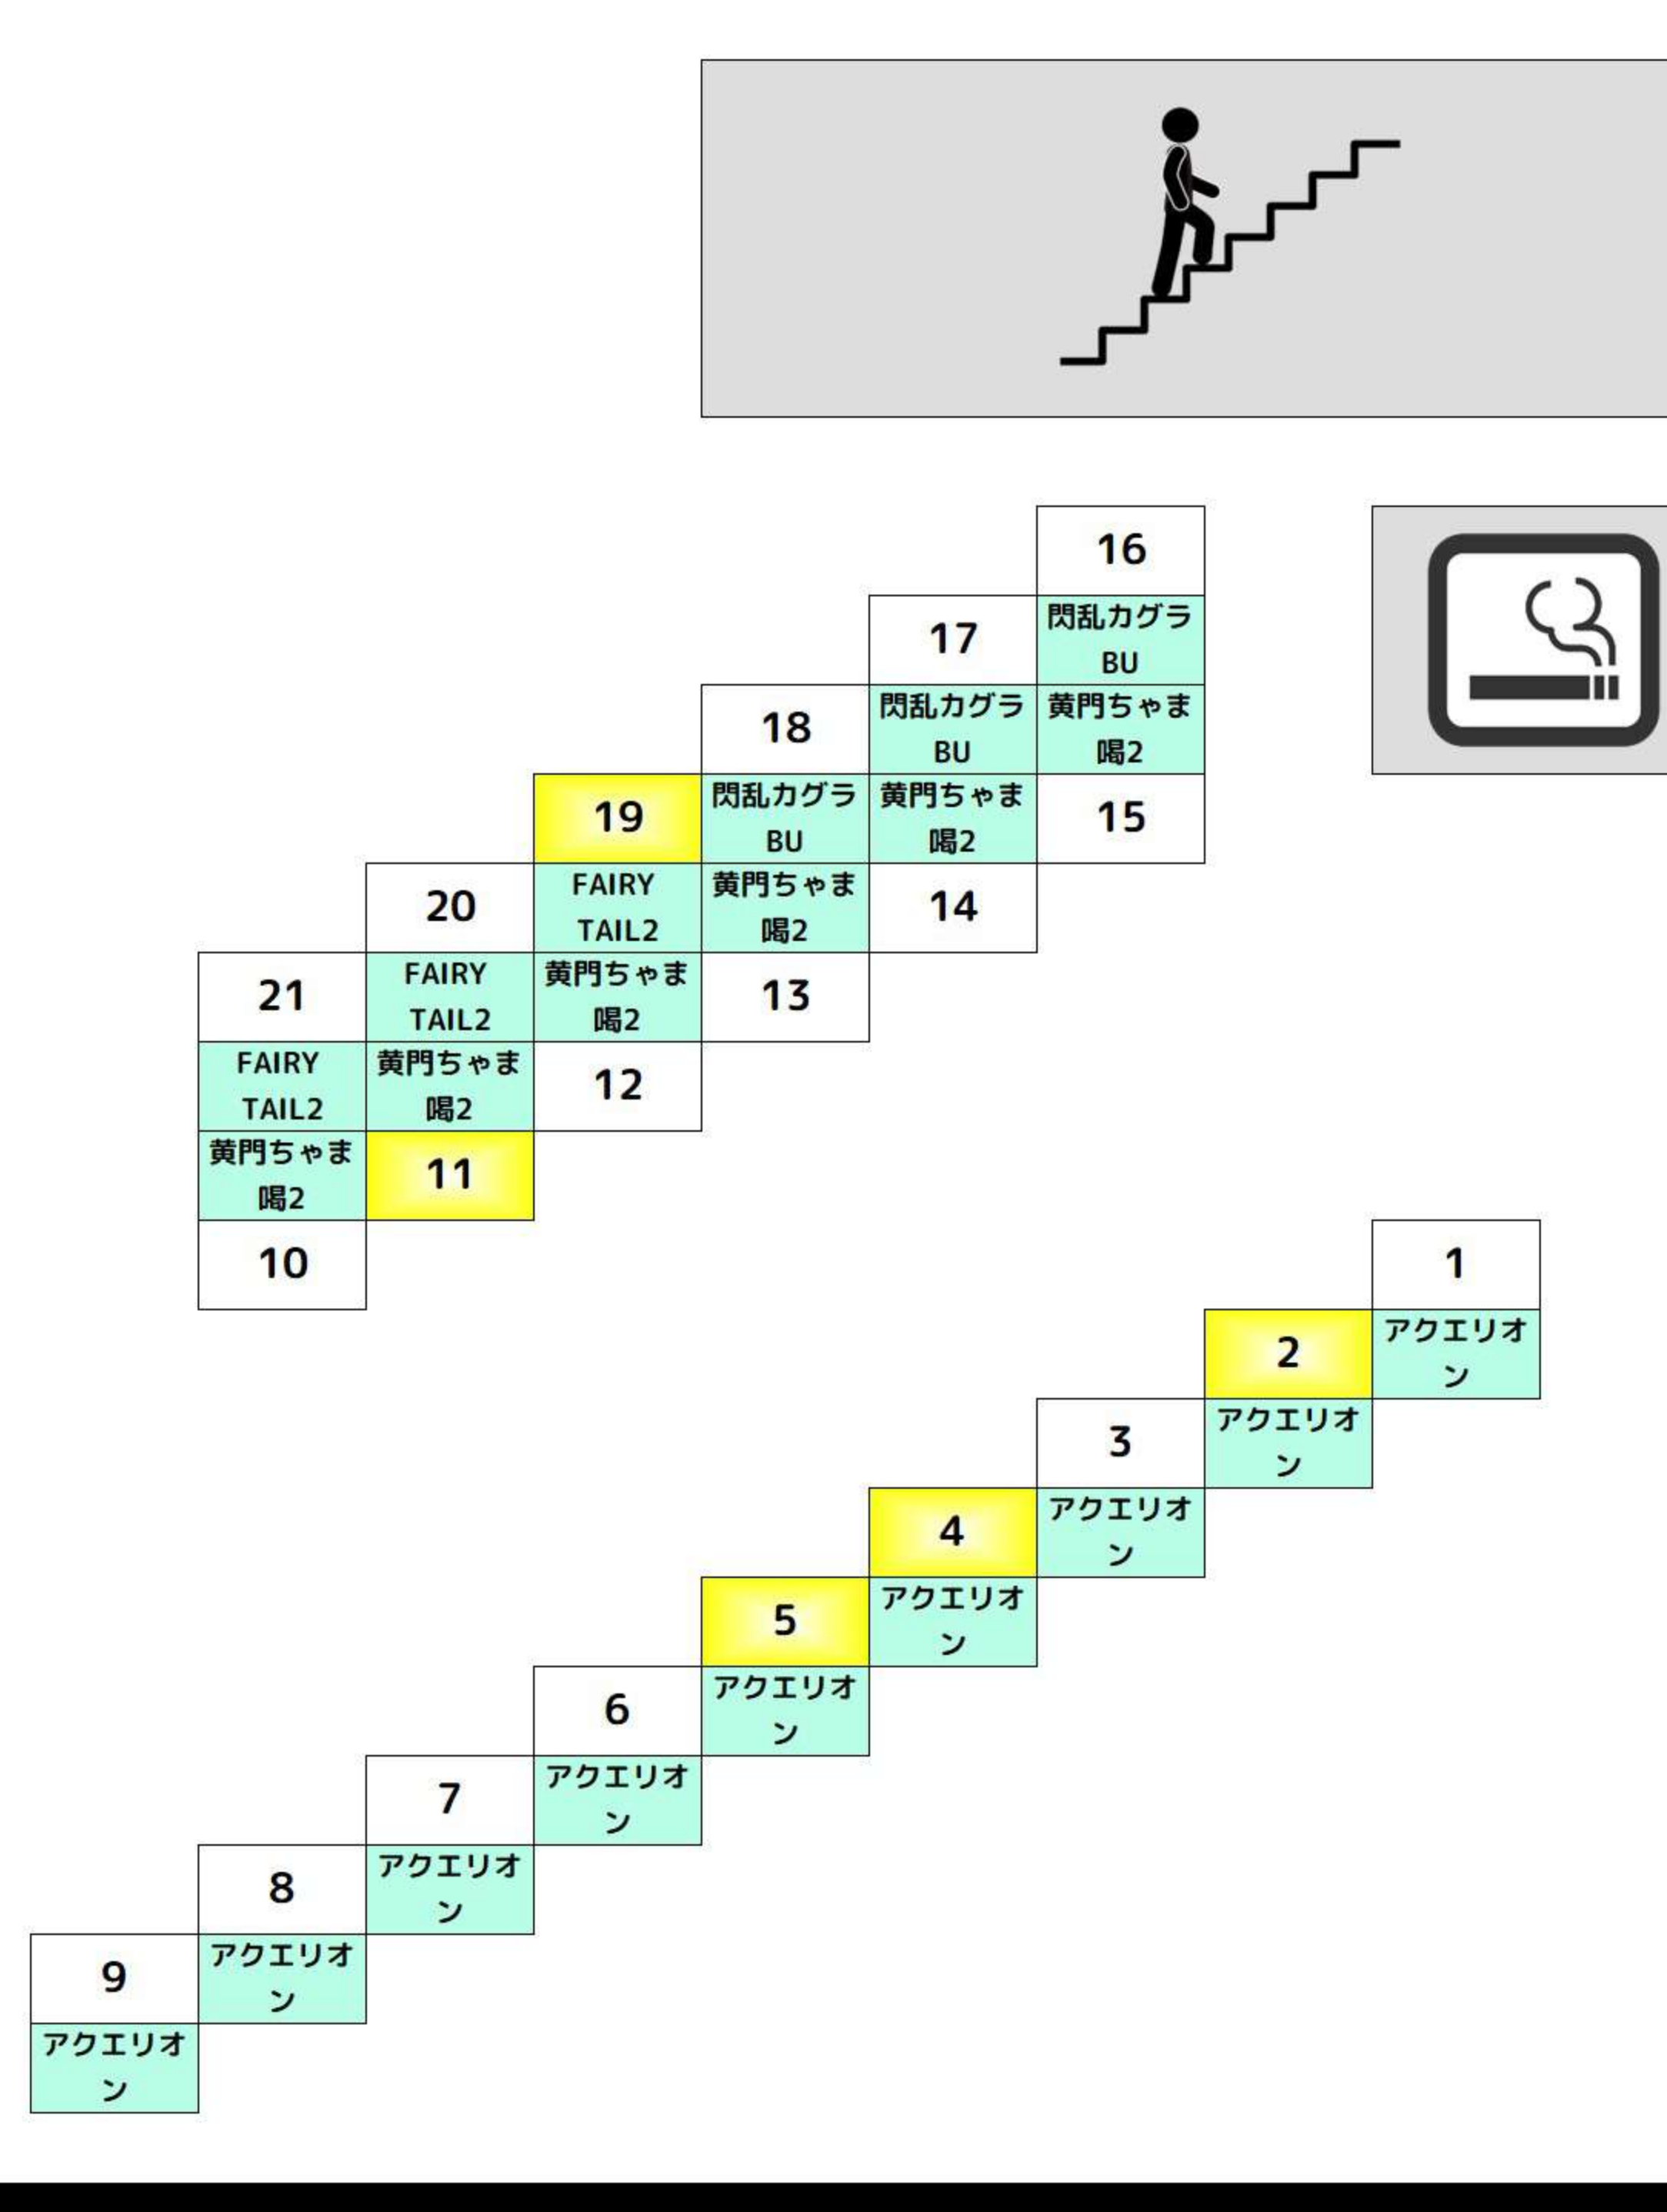 16
17
閃乱カグラ
BU
18
閃乱カグラ
BU
黄門ちゃま
喝2
19
閃乱カグラ
BU
黄門ちゃま
喝2
15
20
FAIRY
TAIL2
黄門ちゃま
喝2
14
21
FAIRY
TAIL2
黄門ちゃま
喝2
13
FAIRY
TAIL2
黄門ちゃま
喝2
12
黄門ちゃま
喝2
11
10
1
2
アクエリオ
ン
3
アクエリオ
ン
4
アクエリオ
ン
5
アクエリオ
ン
6
アクエリオ
ン
7
アクエリオ
ン
8
アクエリオ
ン
9
アクエリオ
ン
アクエリオ
ン